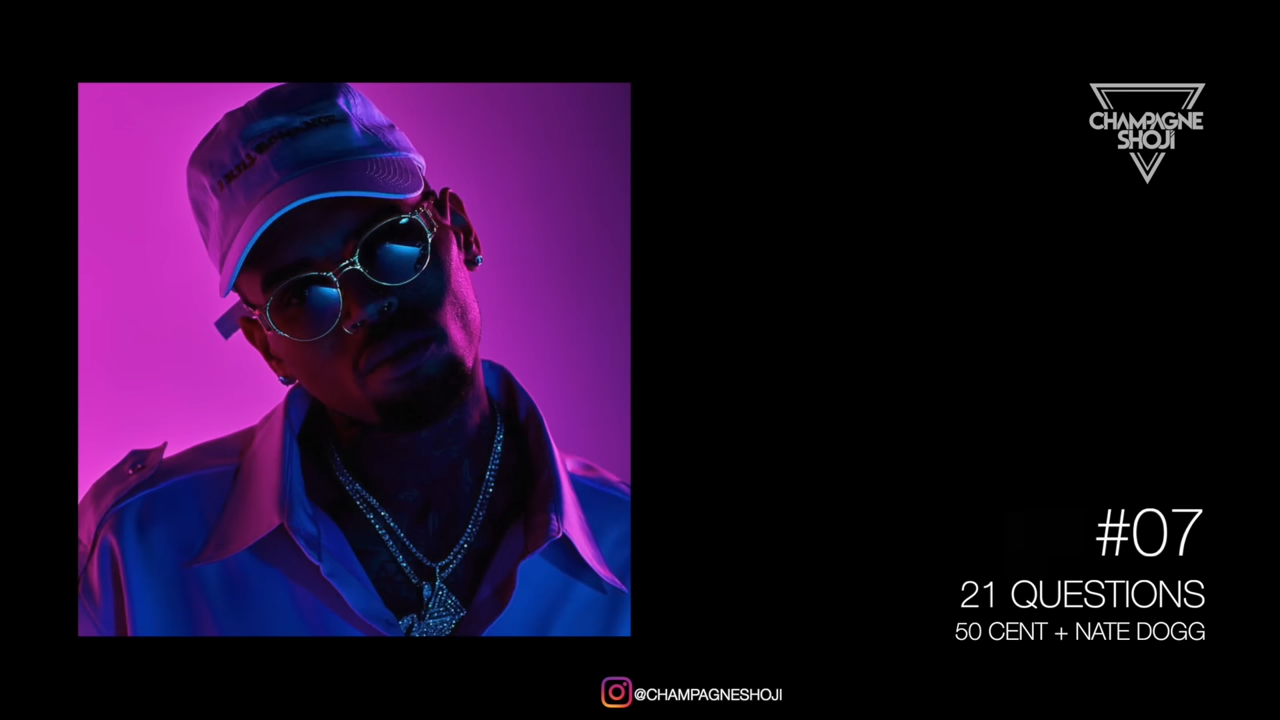 CHAMPAGNE
SHOJI
#07
21 QUESTIONS
50 CENT + NATE DOGG
@CHAMPAGNESHOJI